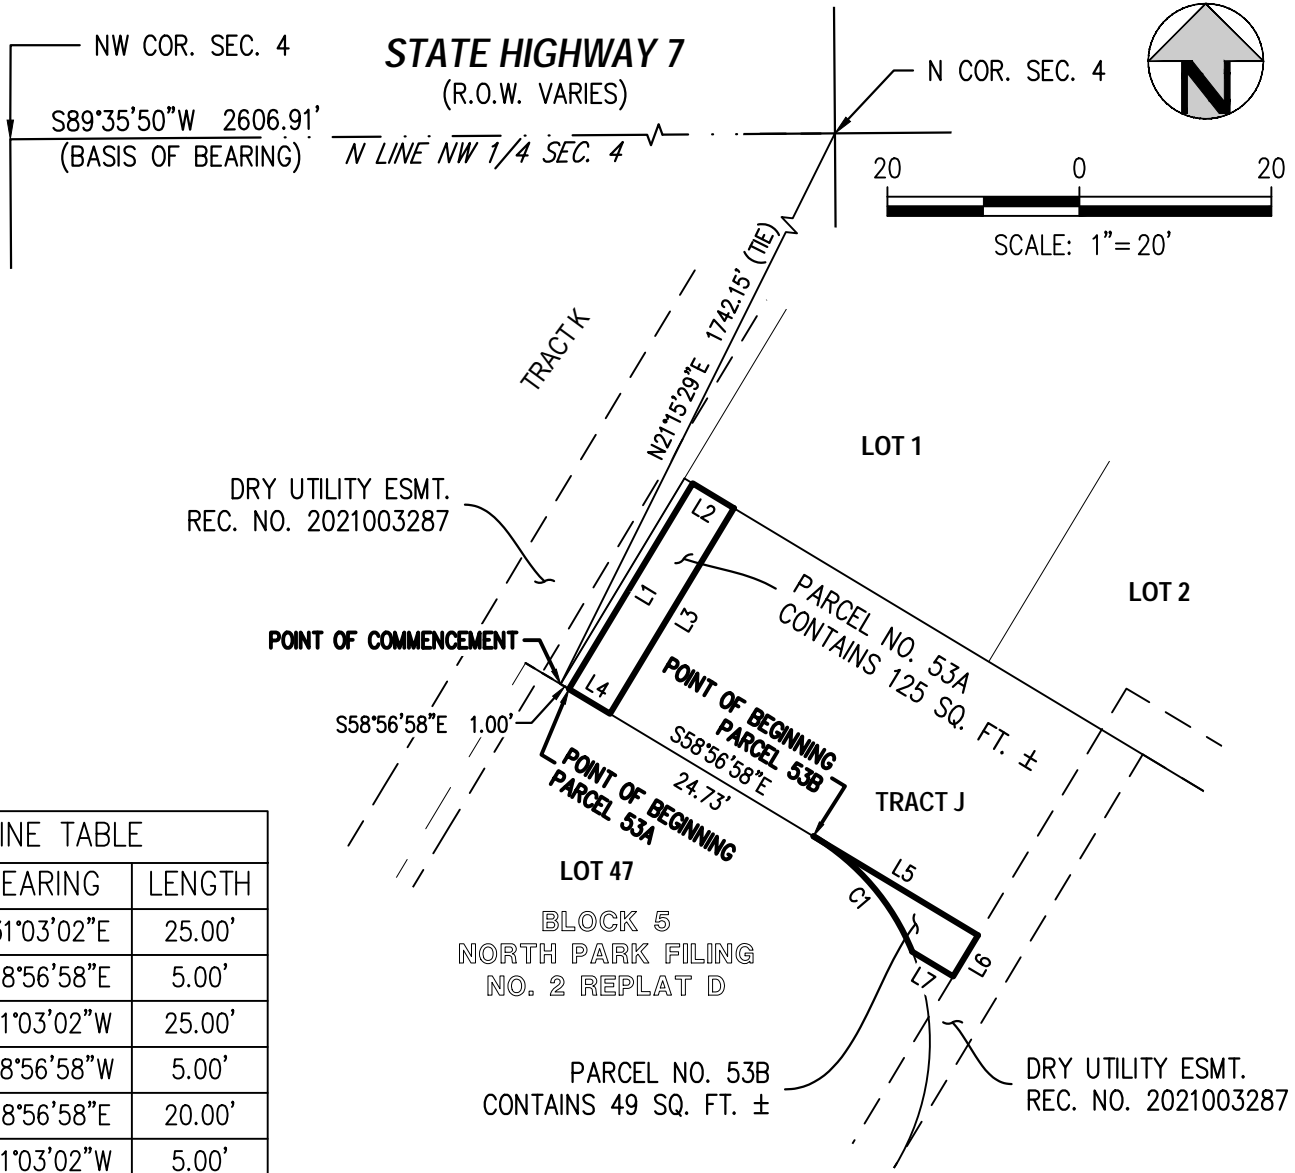 NW COR. SEC. 4
STATE HIGHWAY 7
(R.O.W. VARIES)
N COR. SEC. 4
N
S89°35'50"W 2606.91'
(BASIS OF BEARING)
N LINE NW 1/4 SEC. 4
20 0 20
SCALE: 1"=20'
N21°15'29"E 1742.15' (TIE)
TRACT K
LOT 1
DRY UTILITY ESMT.
REC. NO. 2021003287
L2
L1
L3
L4
PARCEL NO. 53A
CONTAINS 125 SQ. FT. ±
LOT 2
POINT OF COMMENCEMENT
S58°56'58"E 1.00'
POINT OF BEGINNING
PARCEL 53B
S58°56'58"E
24.73'
POINT OF BEGINNING
PARCEL 53A
TRACT J
LOT 47
L5
C1
L6
L7
BLOCK 5
NORTH PARK FILING
NO. 2 REPLAT D
PARCEL NO. 53B
CONTAINS 49 SQ. FT. ±
DRY UTILITY ESMT.
REC. NO. 2021003287
INE TABLE
EARING LENGTH
1°03'02"E 25.00'
8°56'58"E 5.00'
1°03'02"W 25.00'
8°56'58"W 5.00'
8°56'58"E 20.00'
1°03'02"W 5.00'